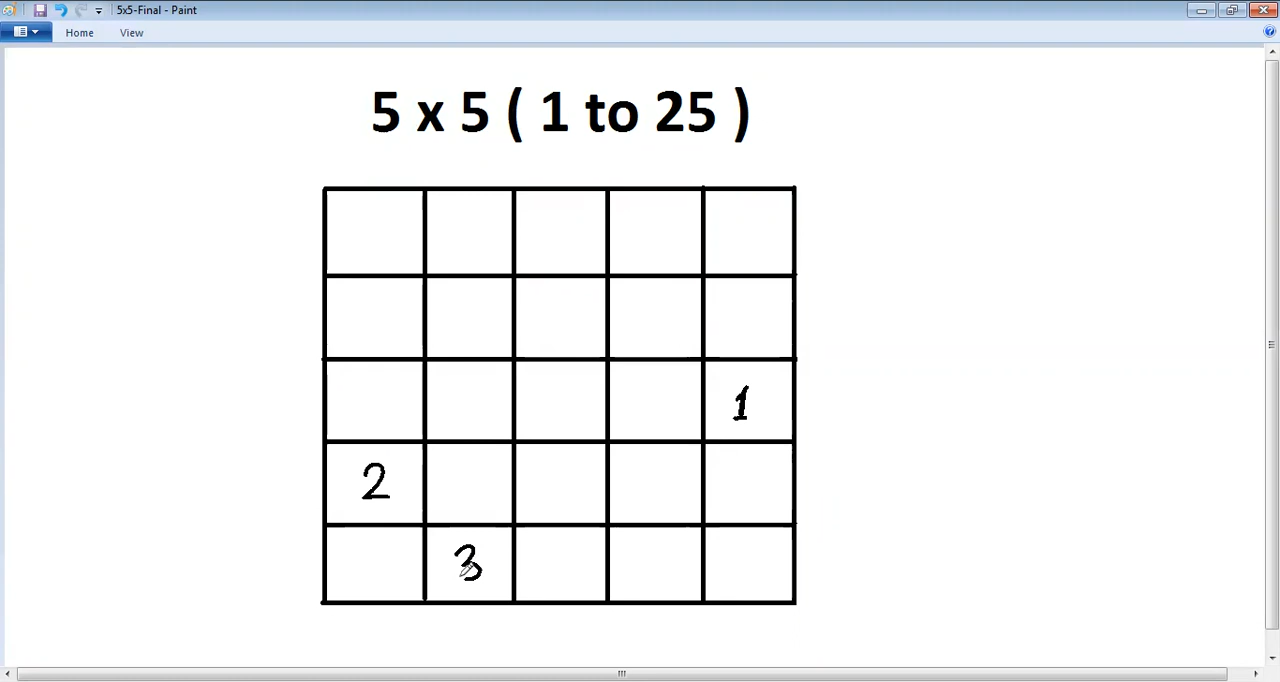 5x5-Final - Paint
Home View
5 x 5 ( 1 to 25 )
1
2
3